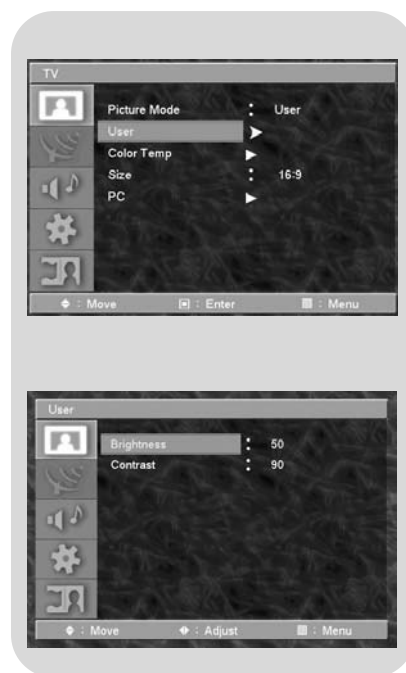 TV
Picture Mode : User
User
Color Temp
Size : 16:9
PC
: Move : Enter : Menu
User
Brightness : 50
Contrast : 90
: Move : Adjust : Menu